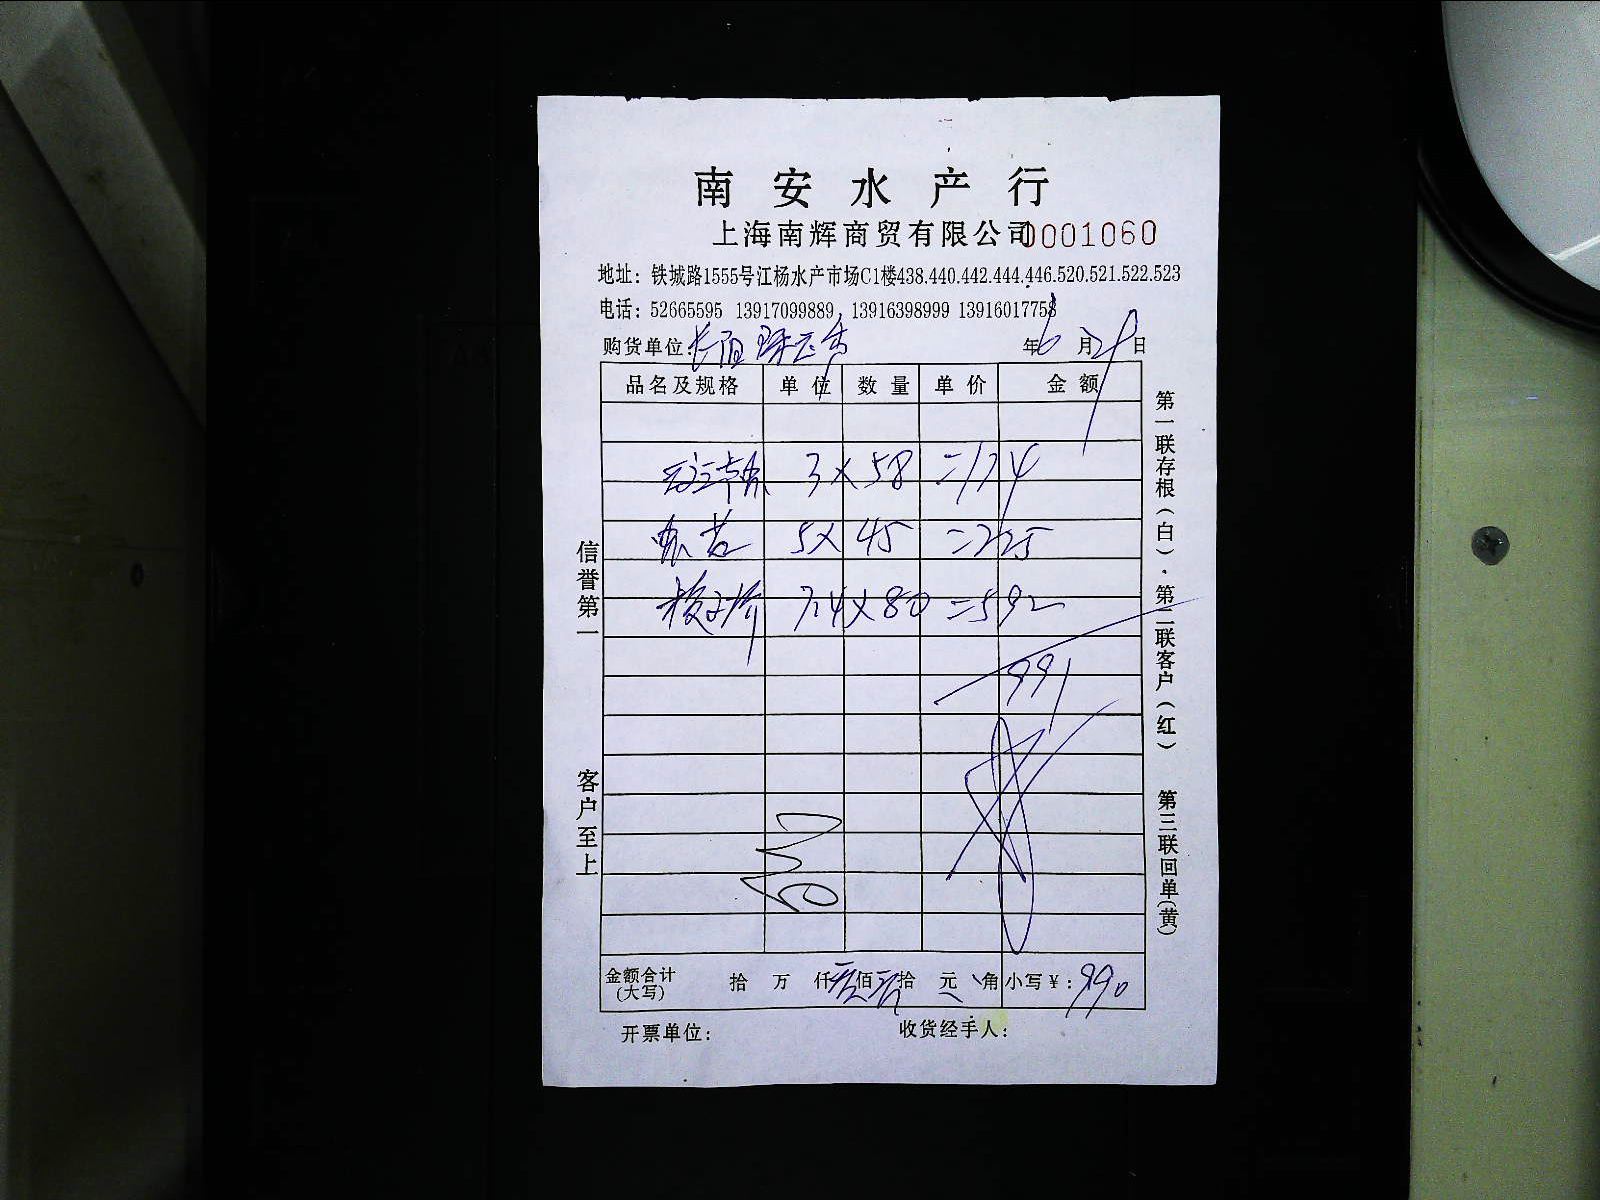 南安水产行
上海南辉商贸有限公司0001060
地址：铁城路1555号江杨水产市场C1楼438.440.442.444.446.520.521.522.523
电话：52665595 13917099889 13916398999 13916017758
购货单位：长 年6月29日
品名及规格 单位 数量 单价 金额
3×58=174
5×45=225
梭子 7.4×80=592
991
金额合计(大写) 拾 万 仟 佰 拾 元 角 小写￥：990
开票单位： 收货经手人：
信誉第一 客户至上
第一联存根(白)．第二联客户(红) 第三联回单(黄)